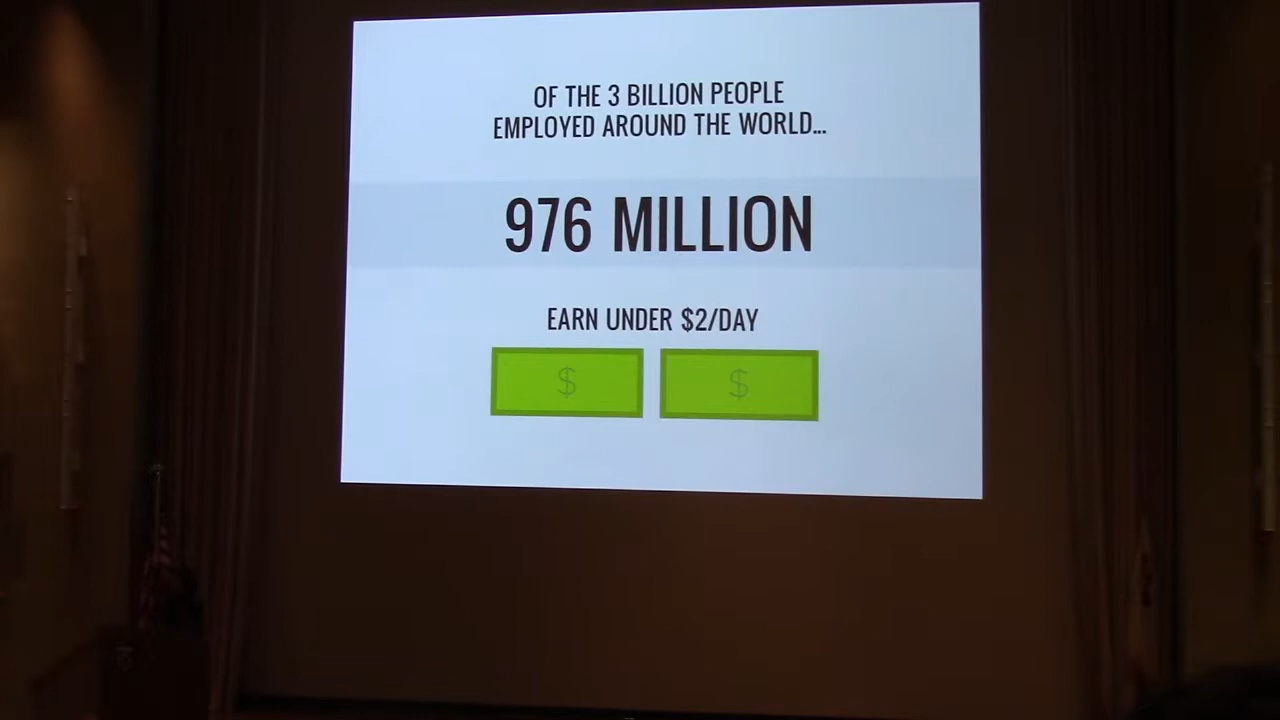 OF THE 3 BILLION PEOPLE
EMPLOYED AROUND THE WORLD...
976 MILLION
EARN UNDER $2/DAY
$ $